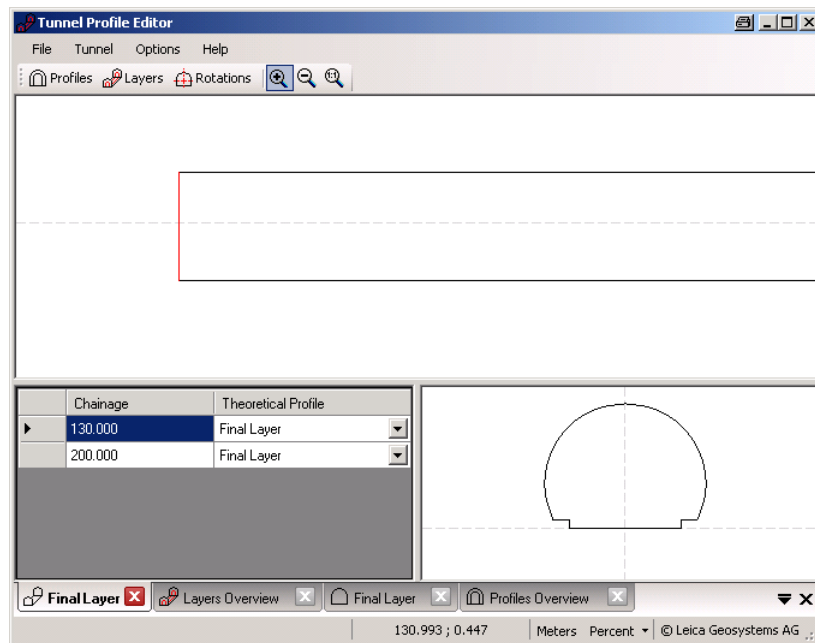 Tunnel Profile Editor
File Tunnel Options Help
Profiles Layers Rotations 1:1
Chainage Theoretical Profile
130.000 Final Layer
200.000 Final Layer
Final Layer Layers Overview Final Layer Profiles Overview
130.993 ; 0.447 Meters Percent © Leica Geosystems AG